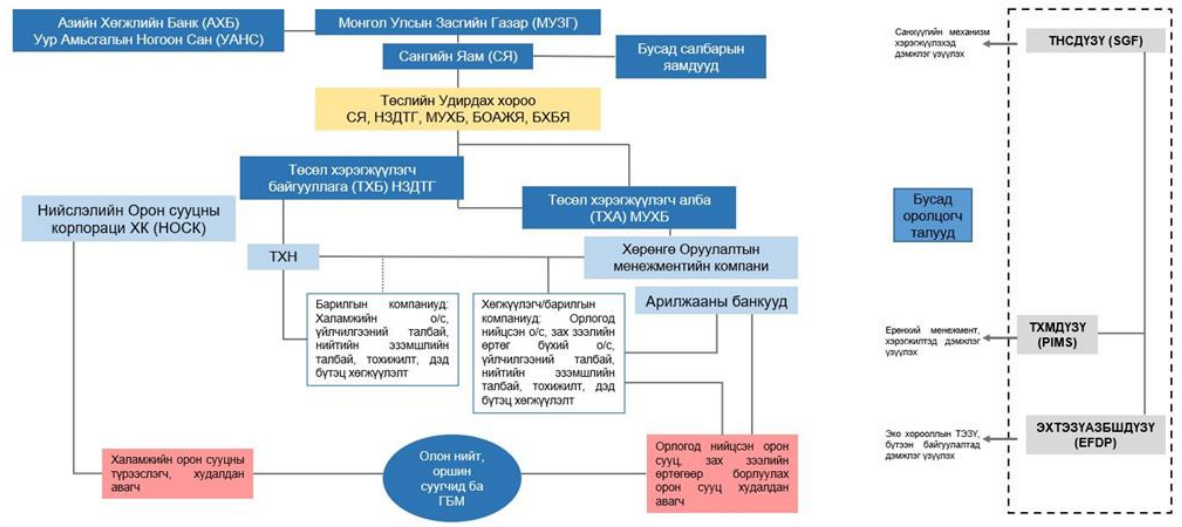 Азийн Хөгжлийн Банк (АХБ)
Уур Амьсгалын Ногоон Сан (УАНС)
Монгол Улсын Засгийн Газар (МУЗГ)
Сангийн Яам (СЯ)
Бусад салбарын
яамдууд
Төслийн Удирдах хороо
СЯ, НЗДТГ, МУХБ, БОАЖЯ, БХБЯ
Төсөл хэрэгжүүлэгч
байгууллага (ТХБ) НЗДТГ
Төсөл хэрэгжүүлэгч алба
(ТХА) МУХБ
Нийслэлийн Орон сууцны
корпораци ХК (НОСК)
ТХН
Хөрөнгө Оруулалтын
менежментийн компани
Барилгын компаниуд:
Халамжийн о/с,
үйлчилгээний талбай,
нийтийн эзэмшлийн
талбай, тохижилт, дэд
бүтэц хөгжүүлэлт
Хөгжүүлэгч/барилгын
компаниуд: Орлогод
нийцсэн о/с, зах зээлийн
өртөг бүхий о/с,
үйлчилгээний талбай,
нийтийн эзэмшлийн
талбай, тохижилт, дэд
бүтэц хөгжүүлэлт
Арилжааны банкууд
Халамжийн орон сууцны
түрээслэгч, худалдан
авагч
Олон нийт,
оршин
суугчид ба
ГБМ
Орлогод нийцсэн орон
сууц, зах зээлийн
өртөгөөр борлуулах
орон сууц худалдан
авагч
Санхүүгийн механизм
хэрэгжүүлэхэд
дэмжлэг үзүүлэх
ТНСДҮЗҮ (SGF)
Бусад
оролцогч
талууд
Ерөнхий менежмент,
хэрэгжилтэд дэмжлэг
үзүүлэх
ТХМДҮЗҮ
(PIMS)
Эко хорооллын ТЭЗҮ,
бүтээн байгуулалтад
дэмжлэг үзүүлэх
ЭХТЭЗҮАЗБШДҮЗҮ
(EFDP)